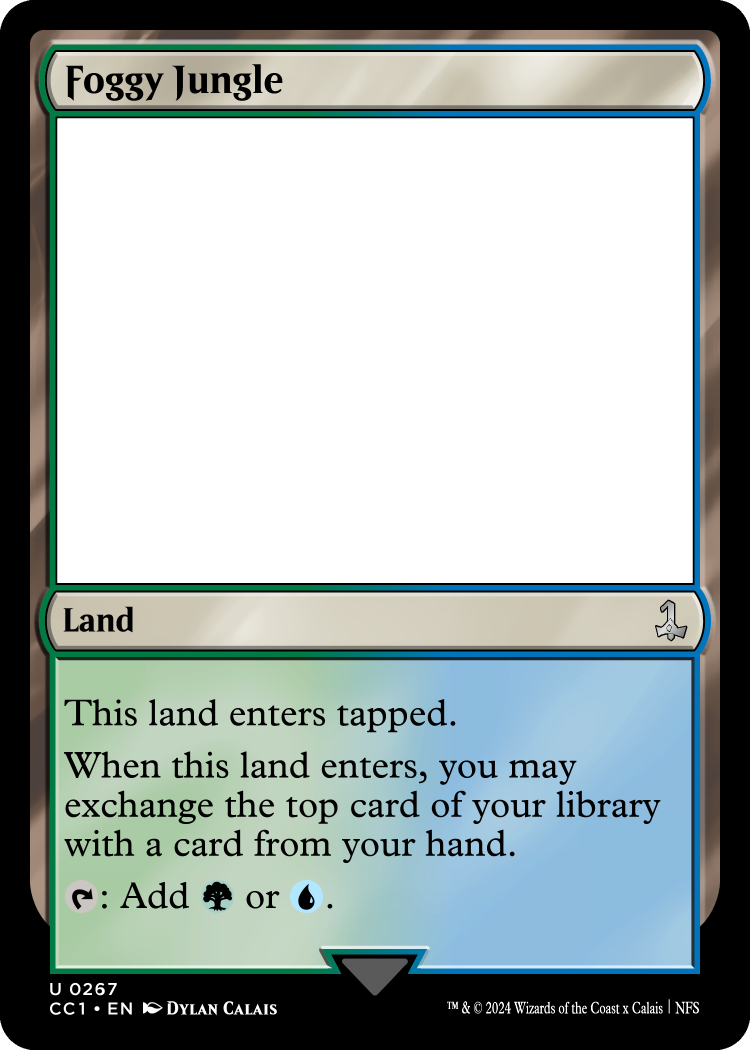 Foggy Jungle
Land
This land enters tapped.
When this land enters, you may
exchange the top card of your library
with a card from your hand.
: Add or .
U 0267
CC1 • EN Dylan Calais
™ & © 2024 Wizards of the Coast x Calais | NFS